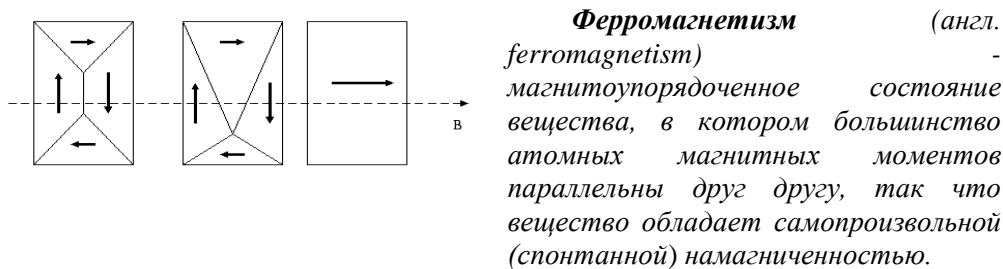 B
Ферромагнетизм (англ.
ferromagnetism) -
магнитоупорядоченное состояние
вещества, в котором большинство
атомных магнитных моментов
параллельны друг другу, так что
вещество обладает самопроизвольной
(спонтанной) намагниченностью.